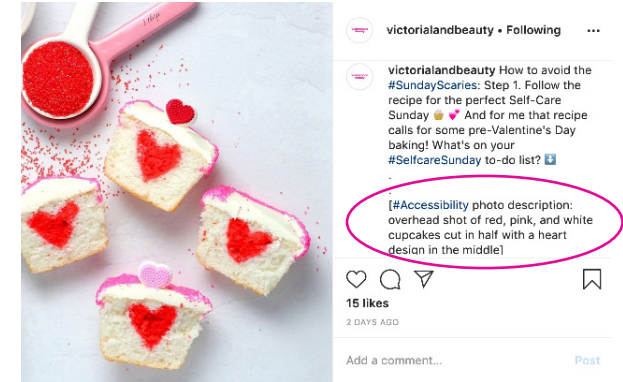 victorialandbeauty • Following
victorialandbeauty How to avoid the
#SundayScaries: Step 1. Follow the
recipe for the perfect Self-Care
Sunday 🧁 💕 And for me that recipe
calls for some pre-Valentine's Day
baking! What's on your
#SelfcareSunday to-do list? ⬇️
.
[#Accessibility photo description:
overhead shot of red, pink, and white
cupcakes cut in half with a heart
design in the middle]
15 likes
2 DAYS AGO
Add a comment...
Post